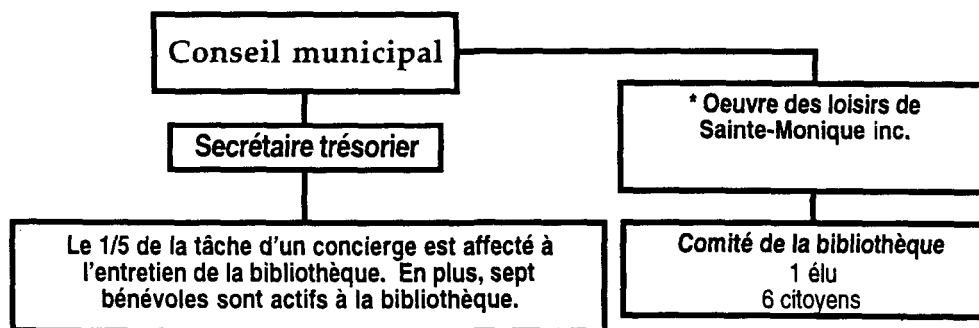 Conseil municipal
* Oeuvre des loisirs de
Sainte-Monique inc.
Secrétaire trésorier
Le 1/5 de la tâche d'un concierge est affecté à
l'entretien de la bibliothèque. En plus, sept
bénévoles sont actifs à la bibliothèque.
Comité de la bibliothèque
1 élu
6 citoyens